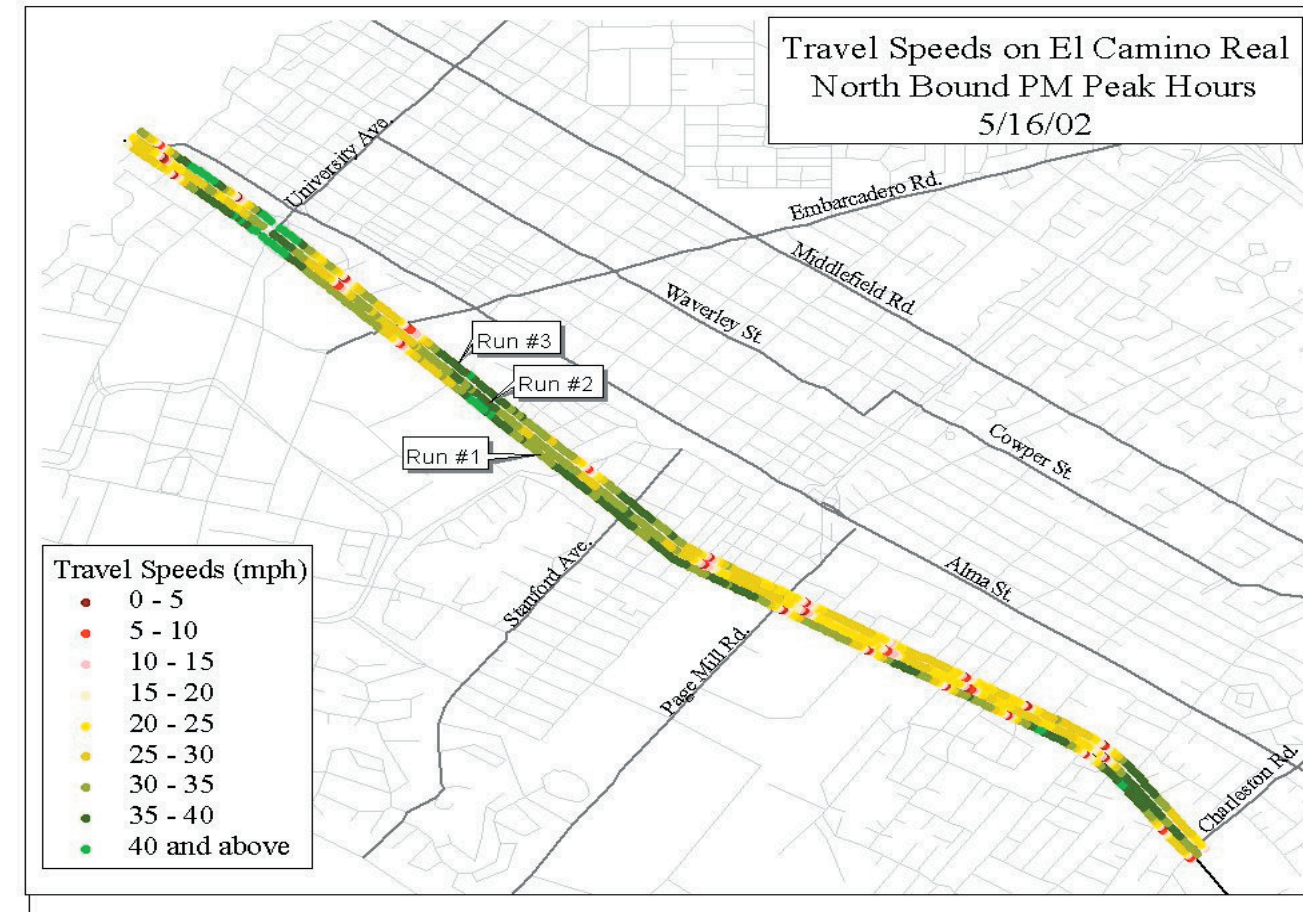 Travel Speeds on El Camino Real
North Bound PM Peak Hours
5/16/02
University Ave.
Embarcadero Rd.
Middlefield Rd.
Waverley St.
Run #3
Run #2
Run #1
Cowper St.
Alma St.
Stanford Ave.
Page Mill Rd.
Charleston Rd.
Travel Speeds (mph)
0 - 5
5 - 10
10 - 15
15 - 20
20 - 25
25 - 30
30 - 35
35 - 40
40 and above